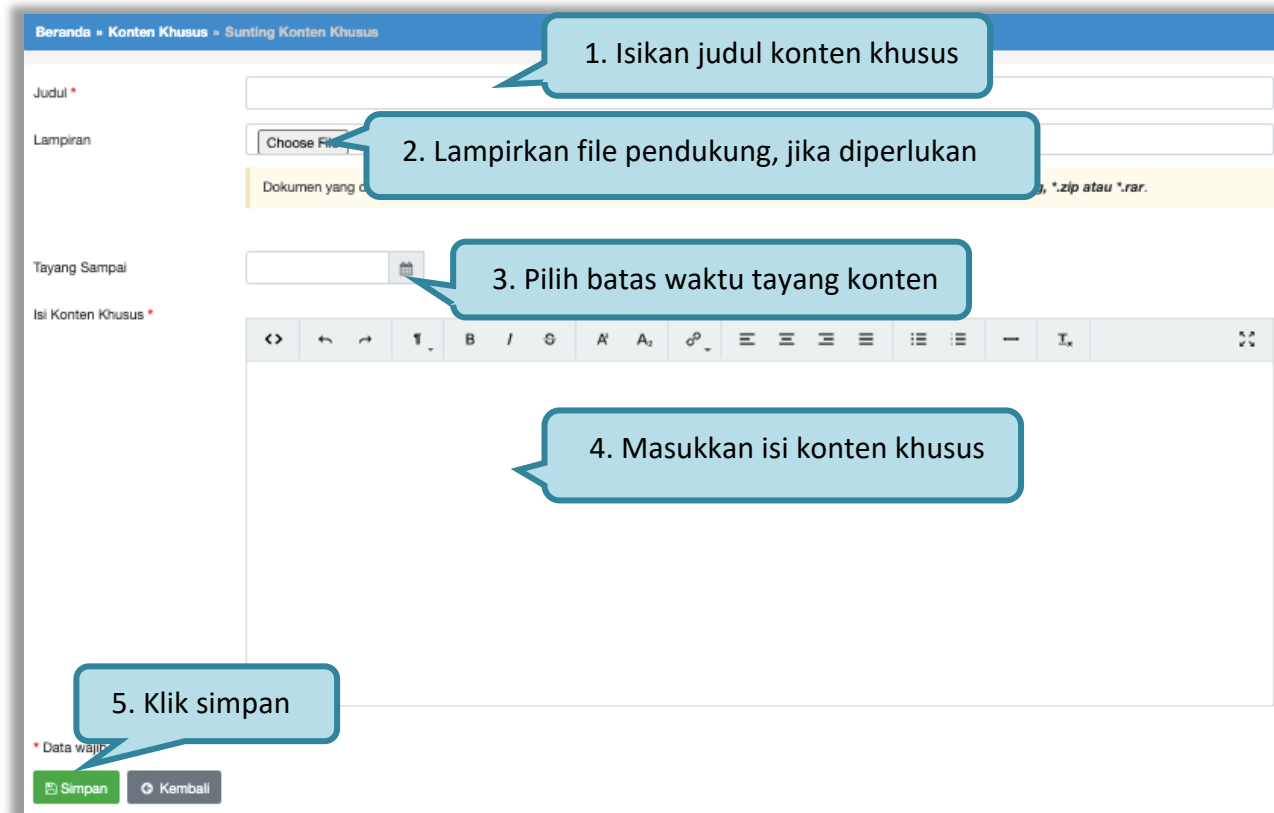 Beranda » Konten Khusus » Sunting Konten Khusus
1. Isikan judul konten khusus
Judul *
Lampiran
Choose File
2. Lampirkan file pendukung, jika diperlukan
Dokumen yang
*.zip atau *.rar.
Tayang Sampai
3. Pilih batas waktu tayang konten
Isi Konten Khusus *
4. Masukkan isi konten khusus
5. Klik simpan
* Data wajib
Simpan
Kembali